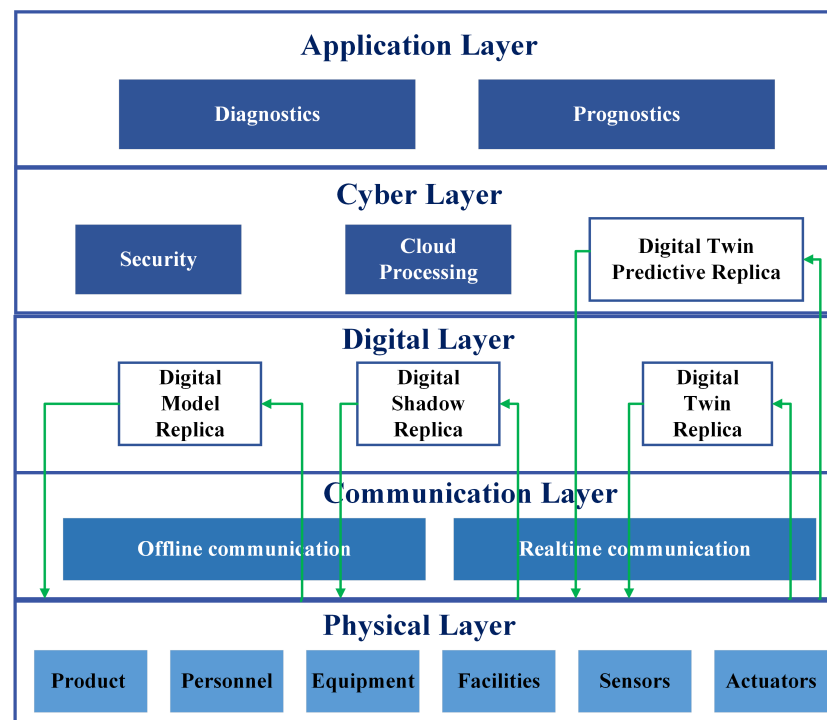 Application Layer
Diagnostics
Prognostics
Cyber Layer
Security
Cloud
Processing
Digital Twin
Predictive Replica
Digital Layer
Digital
Model
Replica
Digital
Shadow
Replica
Digital
Twin
Replica
Communication Layer
Offline communication
Realtime communication
Physical Layer
Product
Personnel
Equipment
Facilities
Sensors
Actuators